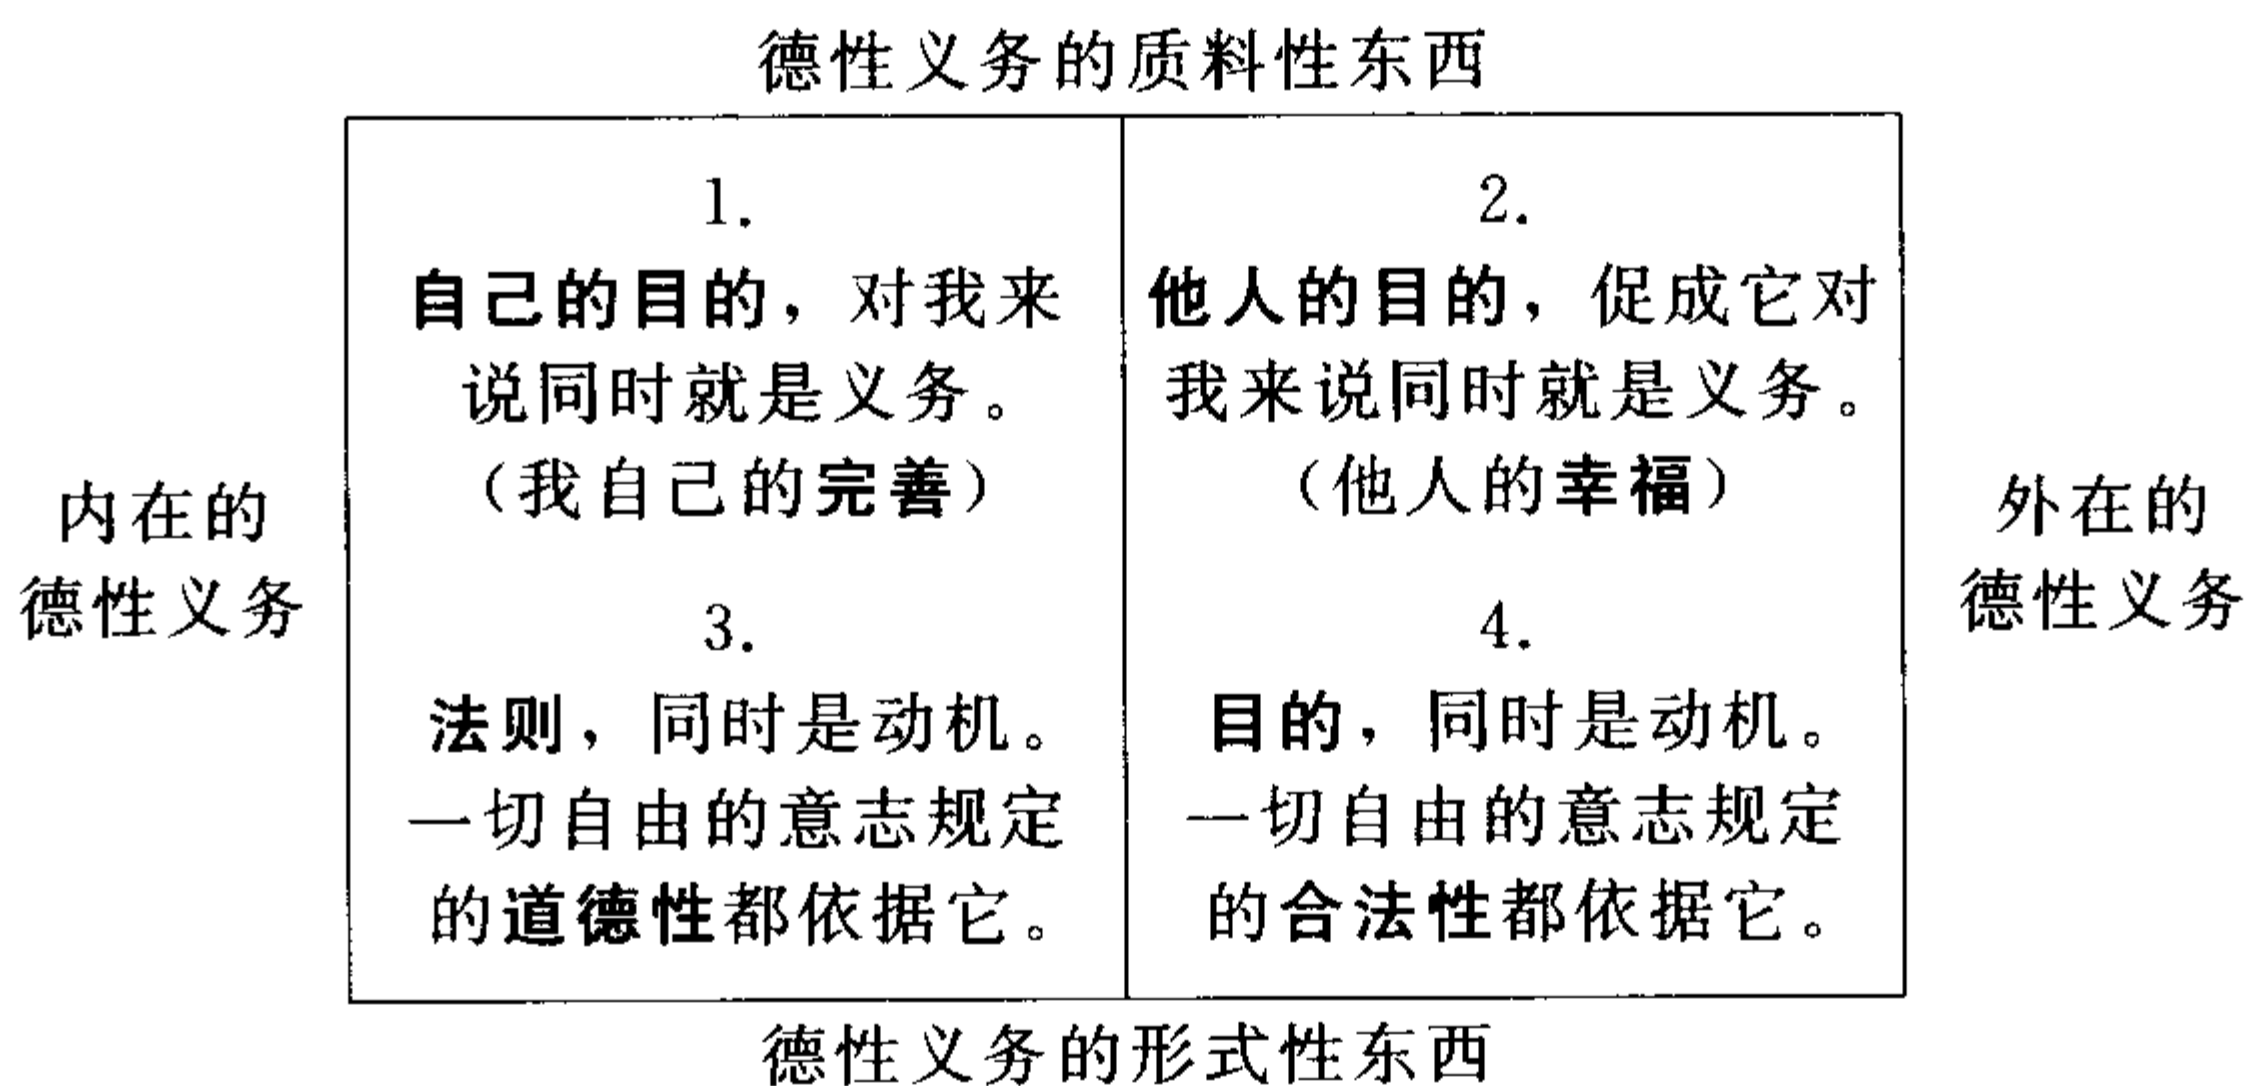 德性义务的质料性东西
1.
自己的目的，对我来
说同时就是义务。
（我自己的完善）
2.
他人的目的，促成它对
我来说同时就是义务。
（他人的幸福）
内在的
德性义务
外在的
德性义务
3.
法则，同时是动机。
一切自由的意志规定
的道德性都依据它。
4.
目的，同时是动机。
一切自由的意志规定
的合法性都依据它。
德性义务的形式性东西